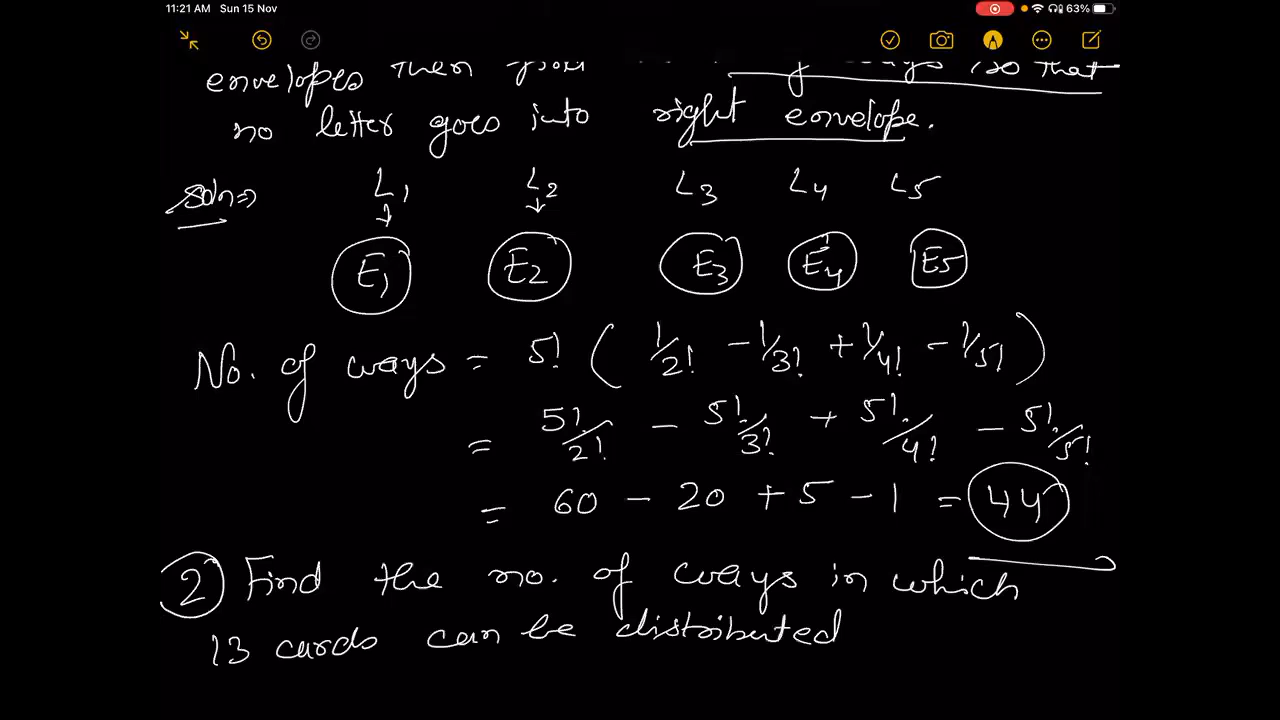 11:21 AM Sun 15 Nov
63%
envelopes then ways so that
no letter goes into right envelope.
Soln⇒ L₁ L₂ L₃ L₄ L₅
E₁ E₂ E₃ E₄ E5
No. of ways = 5! ( 1/2! - 1/3! + 1/4! - 1/5! )
= 5!/2! - 5!/3! + 5!/4! - 5!/5!
= 60 - 20 + 5 - 1 = 44
2 Find the no. of ways in which
13 cards can be distributed